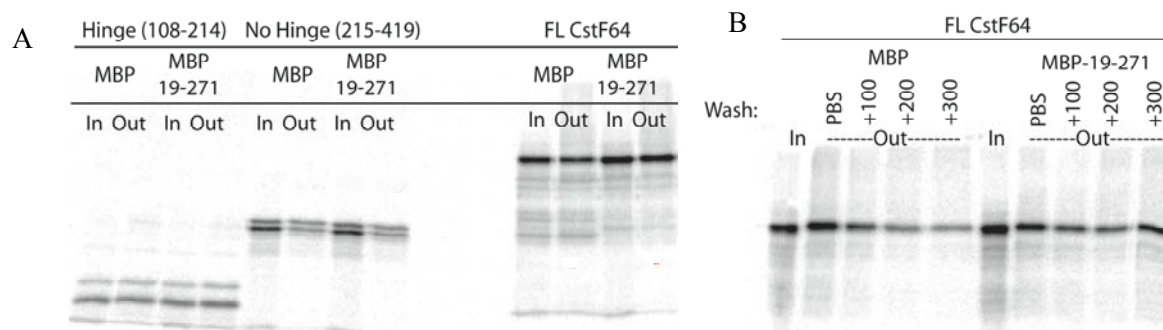 A
Hinge (108-214) No Hinge (215-419) FL CstF64
MBP MBP 19-271 MBP MBP 19-271 MBP MBP 19-271
In Out In Out In Out In Out In Out In Out
B
FL CstF64
MBP MBP-19-271
Wash: PBS +100 +200 +300 PBS +100 +200 +300
In -----Out----- In -----Out-----